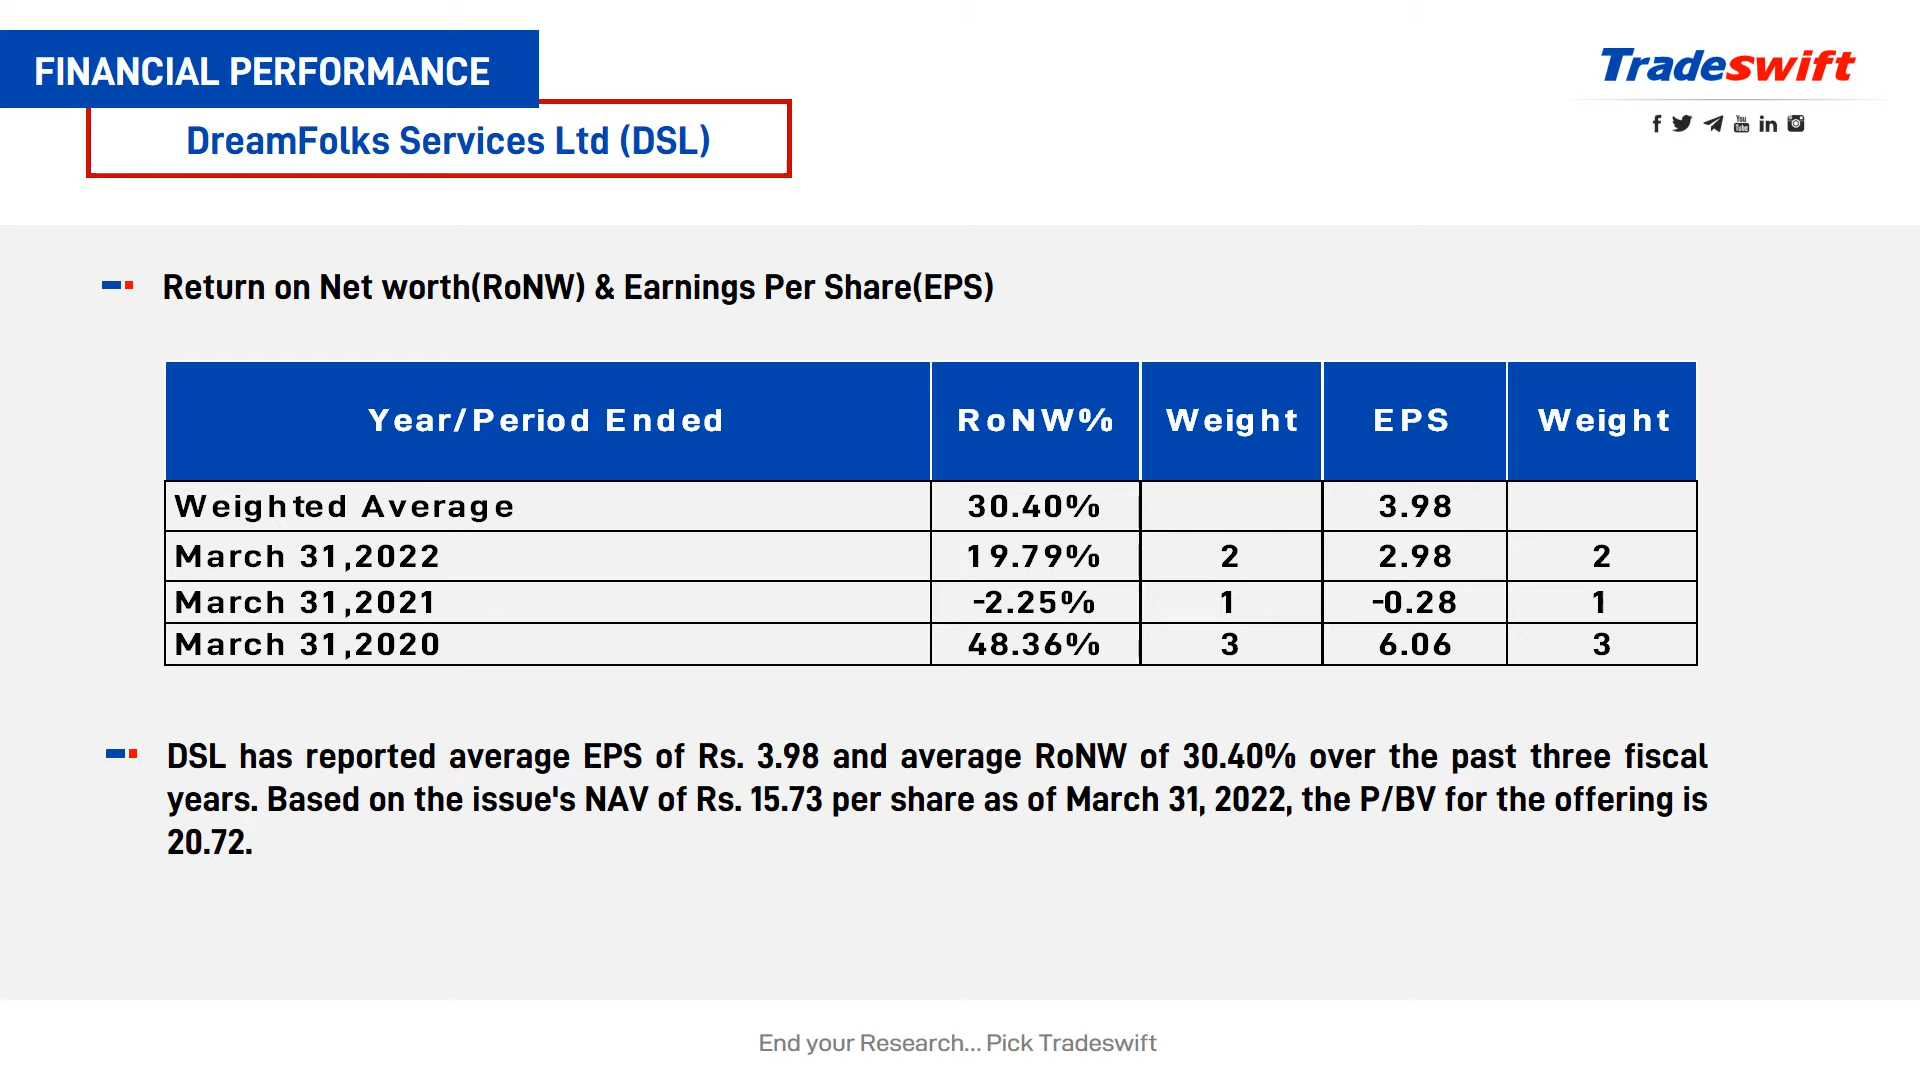 FINANCIAL PERFORMANCE
DreamFolks Services Ltd (DSL)
Tradeswift
Return on Net worth(RoNW) & Earnings Per Share(EPS)
Year/Period Ended RoNW% Weight EPS Weight
Weighted Average 30.40% 3.98
March 31,2022 19.79% 2 2.98 2
March 31,2021 -2.25% 1 -0.28 1
March 31,2020 48.36% 3 6.06 3
DSL has reported average EPS of Rs. 3.98 and average RoNW of 30.40% over the past three fiscal
years. Based on the issue's NAV of Rs. 15.73 per share as of March 31, 2022, the P/BV for the offering is
20.72.
End your Research... Pick Tradeswift